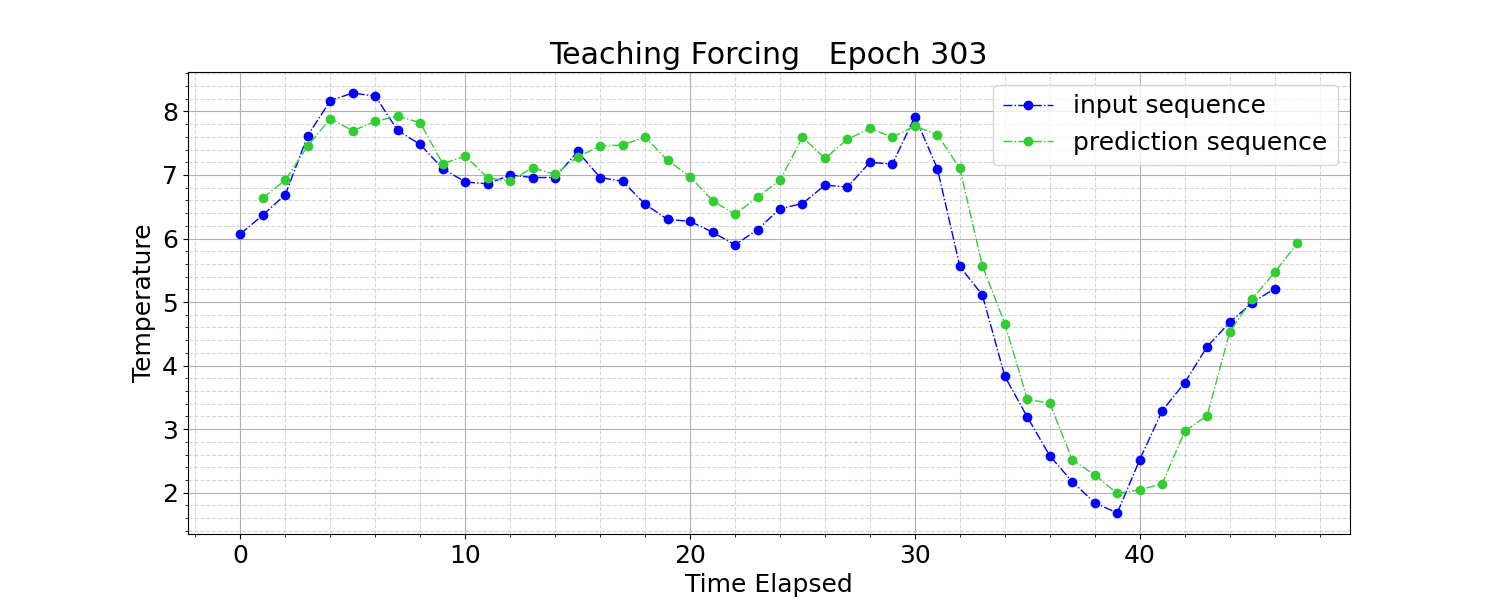 Teaching Forcing   Epoch 303
input sequence
prediction sequence
Temperature
8
7
6
5
4
3
2
0 10 20 30 40
Time Elapsed